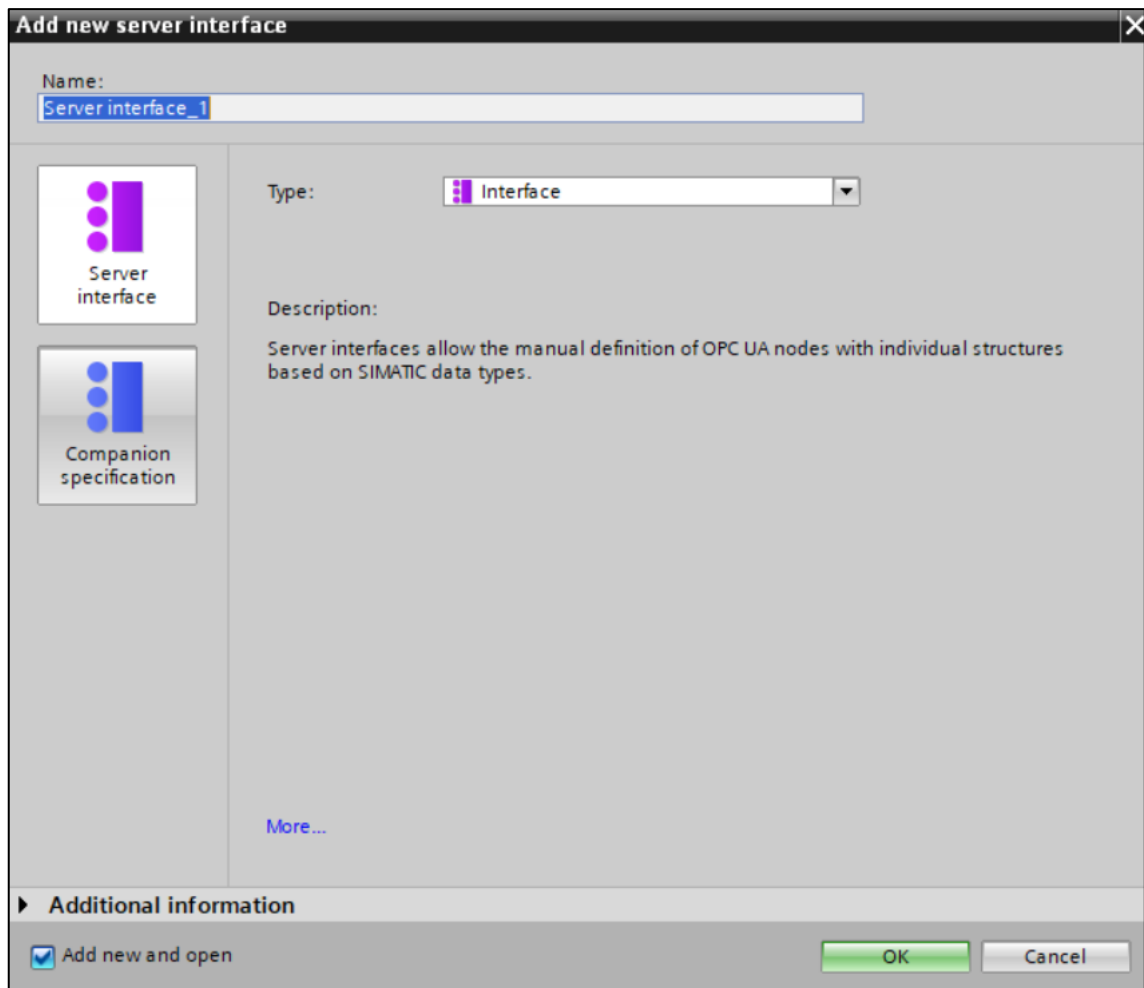 Add new server interface
Name:
Server interface_1
Server
interface
Type:
Interface
Description:
Server interfaces allow the manual definition of OPC UA nodes with individual structures
based on SIMATIC data types.
Companion
specification
More...
Additional information
Add new and open
OK
Cancel